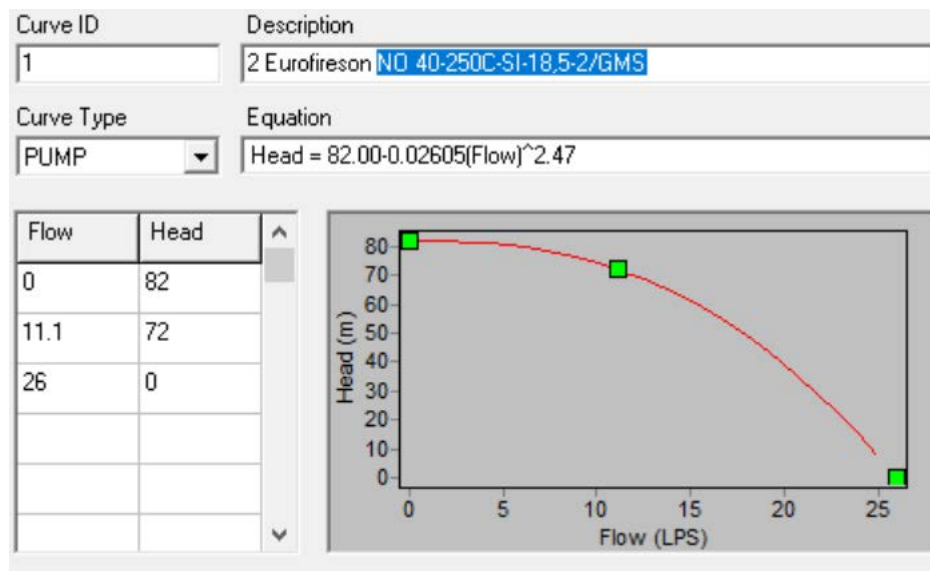 Curve ID Description
1 2 Eurofireson NO 40-250C-SI-18,5-2/GMS
Curve Type Equation
PUMP Head = 82.00-0.02605(Flow)^2.47
Flow Head
0 82
11.1 72
26 0
Head (m)
80
70
60
50
40
30
20
10
0
0 5 10 15 20 25
Flow (LPS)